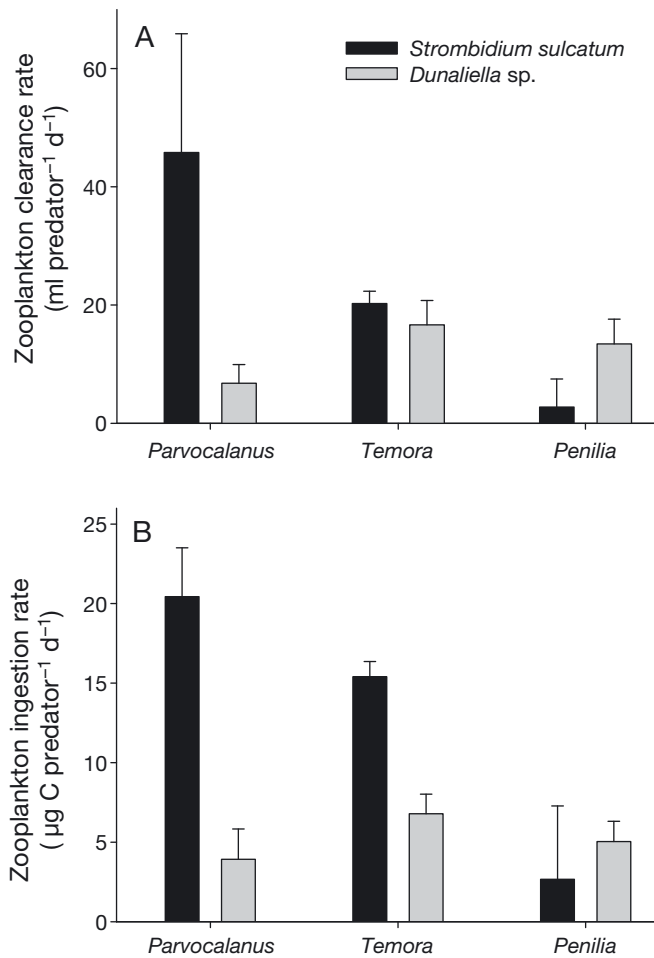 A
Strombidium sulcatum
Dunaliella sp.
Zooplankton clearance rate
(ml predator⁻¹ d⁻¹)
60
40
20
0
Parvocalanus Temora Penilia
B
Zooplankton ingestion rate
( µg C predator⁻¹ d⁻¹)
25
20
15
10
5
0
Parvocalanus Temora Penilia